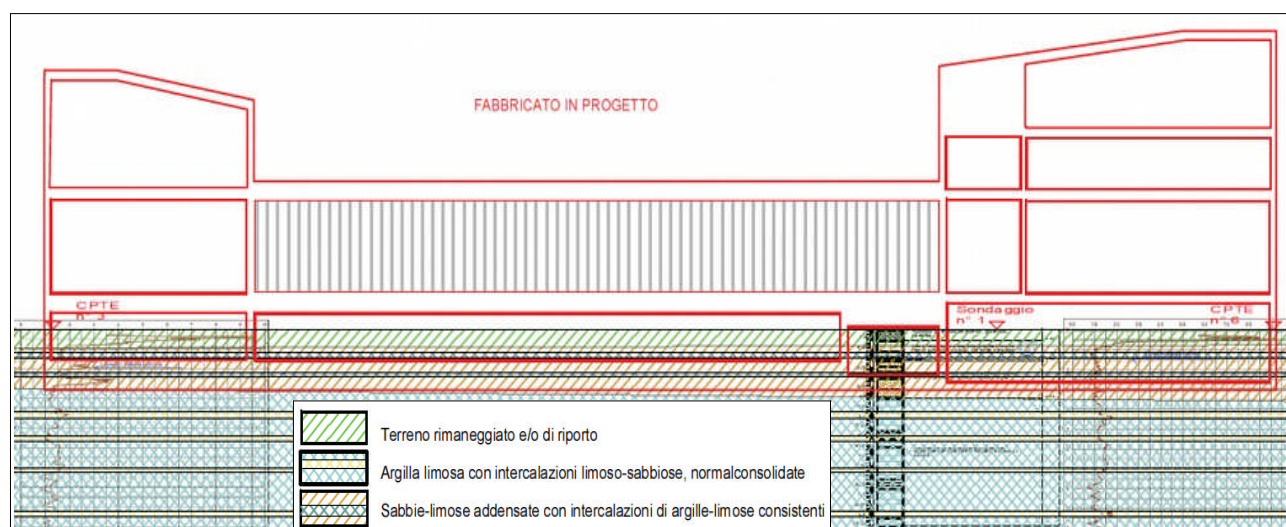 FABBRICATO IN PROGETTO
CPTE
n° 3
Sondaggio
n° 1
CPTE
n° 6
Terreno rimaneggiato e/o di riporto
Argilla limosa con intercalazioni limoso-sabbiose, normalconsolidate
Sabbie-limose addensate con intercalazioni di argille-limose consistenti